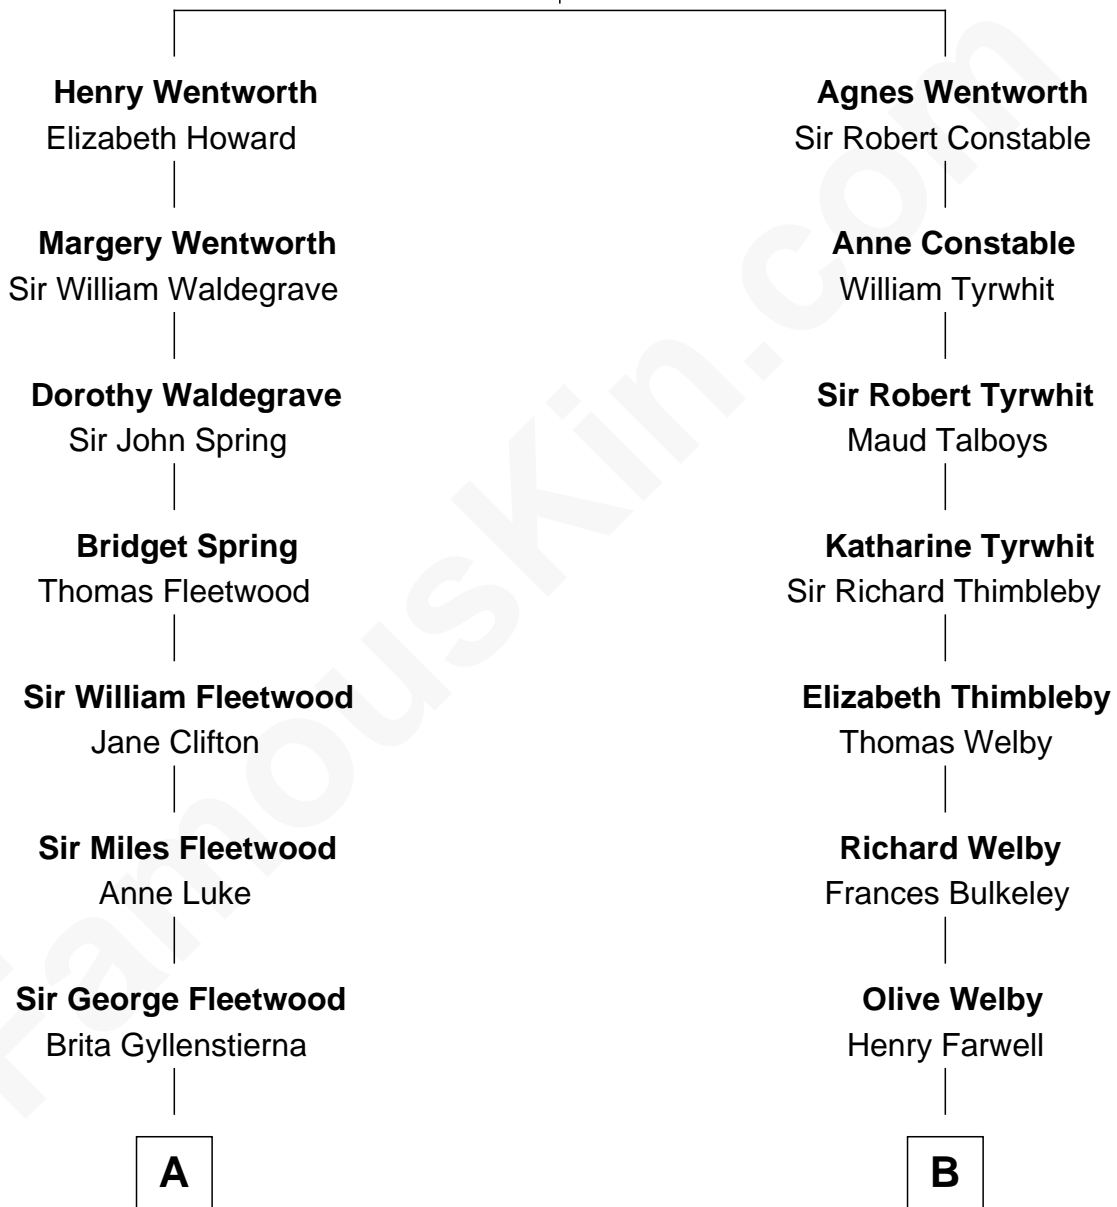 Henry Wentworth
Elizabeth Howard
Margery Wentworth
Sir William Waldegrave
Dorothy Waldegrave
Sir John Spring
Bridget Spring
Thomas Fleetwood
Sir William Fleetwood
Jane Clifton
Sir Miles Fleetwood
Anne Luke
Sir George Fleetwood
Brita Gyllenstierna
A
Agnes Wentworth
Sir Robert Constable
Anne Constable
William Tyrwhit
Sir Robert Tyrwhit
Maud Talboys
Katharine Tyrwhit
Sir Richard Thimbleby
Elizabeth Thimbleby
Thomas Welby
Richard Welby
Frances Bulkeley
Olive Welby
Henry Farwell
B
FamousKin.com